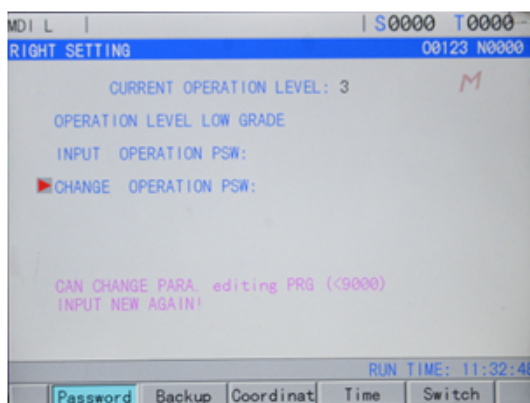 MDI L S0000 T0000
RIGHT SETTING O0123 N0000
CURRENT OPERATION LEVEL: 3
M
OPERATION LEVEL LOW GRADE
INPUT OPERATION PSW:
CHANGE OPERATION PSW:
CAN CHANGE PARA. editing PRG (<9000)
INPUT NEW AGAIN!
RUN TIME: 11:32:48
Password Backup Coordinat Time Switch